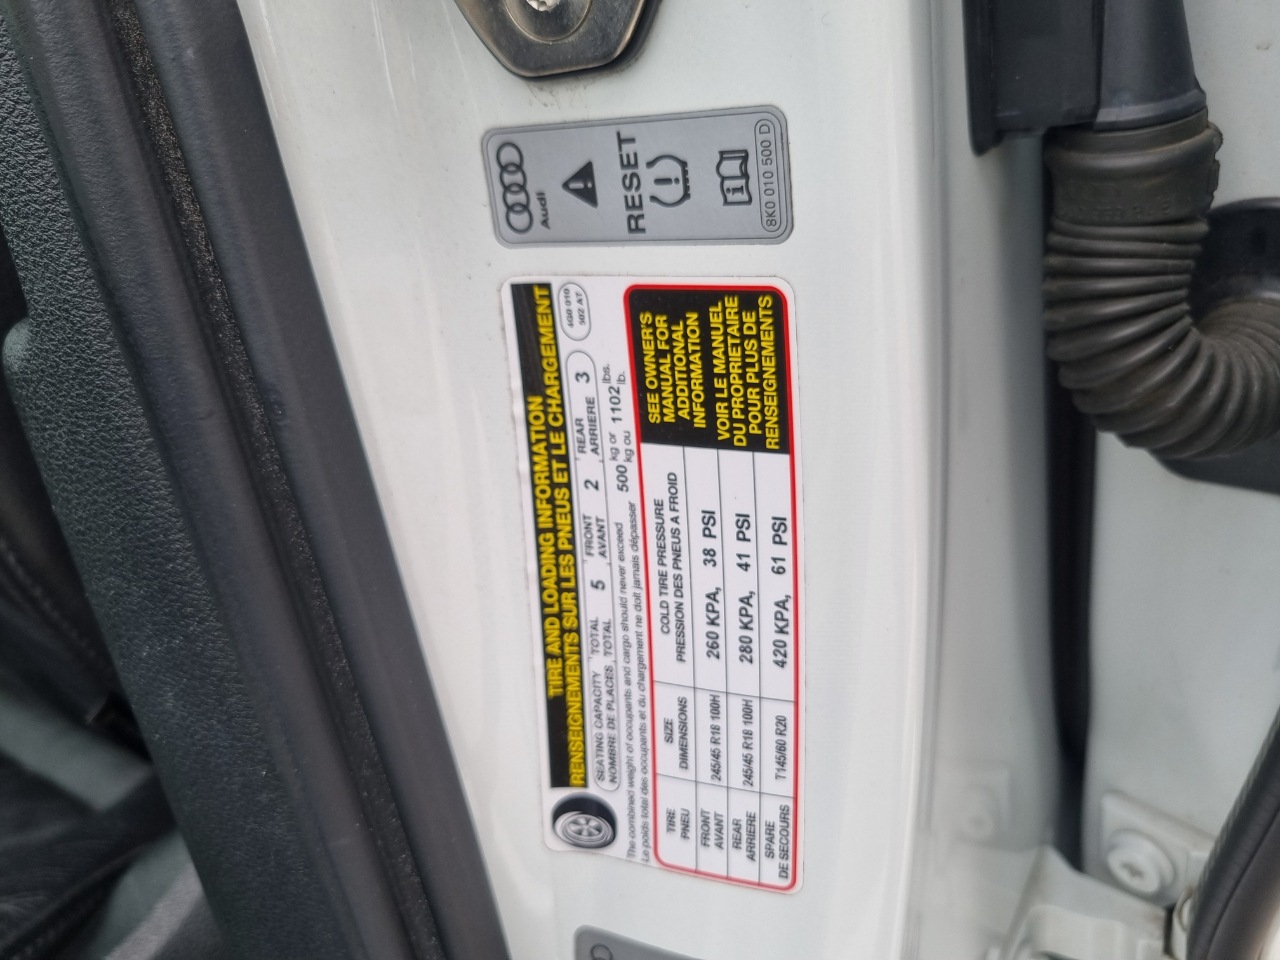 Audi
RESET
8K0 010 500 D
TIRE AND LOADING INFORMATION
RENSEIGNEMENTS SUR LES PNEUS ET LE CHARGEMENT
4G0 010
502 AT
SEATING CAPACITY TOTAL 5 FRONT 2 REAR 3
NOMBRE DE PLACES TOTAL AVANT ARRIERE
The combined weight of occupants and cargo should never exceed 500 kg or 1102 lbs.
Le poids total des occupants et du chargement ne doit jamais dépasser kg ou lb.
TIRE SIZE COLD TIRE PRESSURE
PNEU DIMENSIONS PRESSION DES PNEUS A FROID
FRONT
AVANT
245/45 R18 100H 260 KPA, 38 PSI
REAR
ARRIERE
245/45 R18 100H 280 KPA, 41 PSI
SPARE
DE SECOURS
T145/60 R20 420 KPA, 61 PSI
SEE OWNER'S
MANUAL FOR
ADDITIONAL
INFORMATION
VOIR LE MANUEL
DU PROPRIETAIRE
POUR PLUS DE
RENSEIGNEMENTS